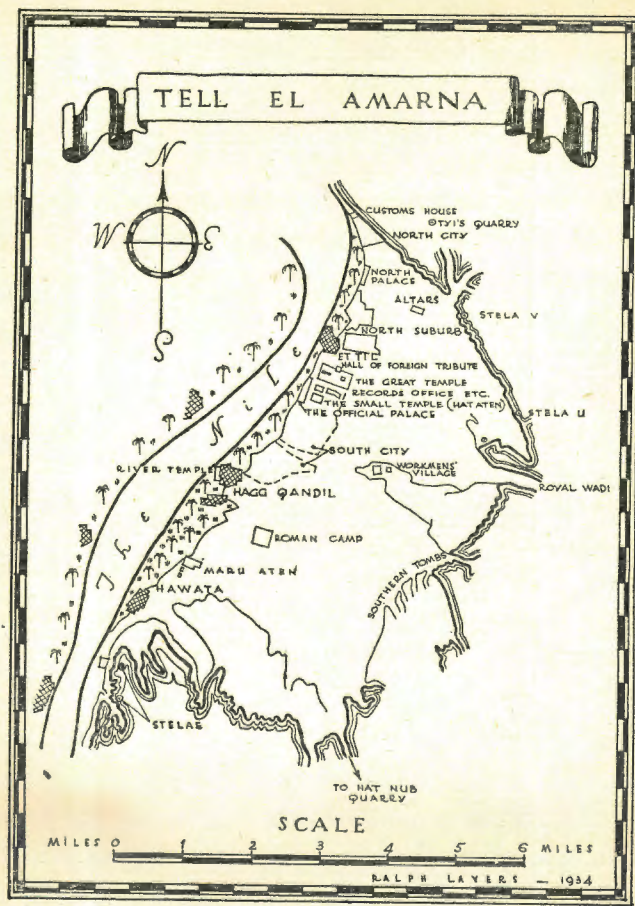 TELL EL AMARNA
N
W E
S
CUSTOMS HOUSE
TYI'S QUARRY
NORTH CITY
NORTH PALACE
ALTARS
STELA V
NORTH SUBURB
ET TIL
HALL OF FOREIGN TRIBUTE
THE GREAT TEMPLE
RECORDS OFFICE ETC.
THE SMALL TEMPLE (HAT ATEN)
THE OFFICIAL PALACE
STELA U
The Nile
SOUTH CITY
RIVER TEMPLE
WORKMENS'
VILLAGE
HAGG QANDIL
ROYAL WADI
ROMAN CAMP
MARU ATEN
SOUTHERN TOMBS
HAWATA
STELAE
TO HAT NUB
QUARRY
SCALE
MILES 0 1 2 3 4 5 6 MILES
RALPH LAVERS — 1934